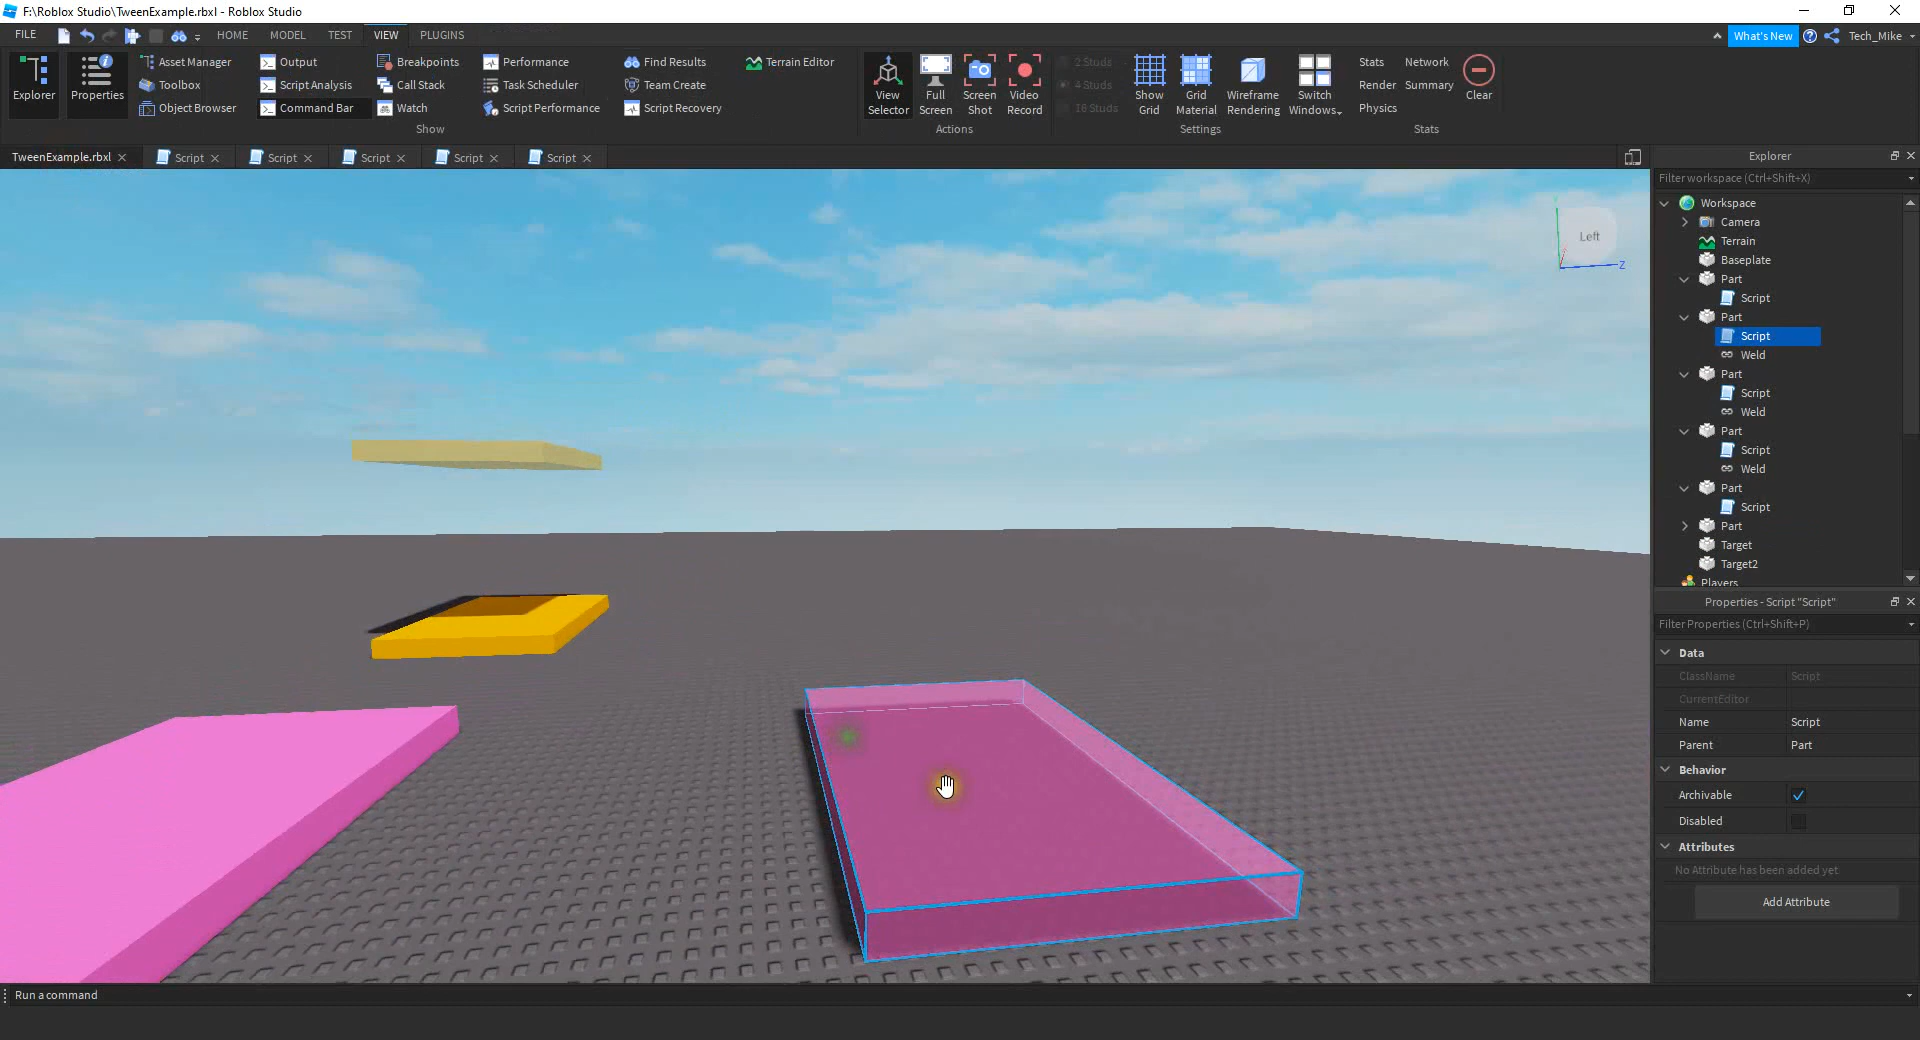 F:\Roblox Studio\TweenExample.rbxl - Roblox Studio
FILE HOME MODEL TEST VIEW PLUGINS What's New Tech_Mike
Explorer
Properties
Asset Manager
Toolbox
Object Browser
Output
Script Analysis
Command Bar
Breakpoints
Call Stack
Watch
Performance
Task Scheduler
Script Performance
Find Results
Team Create
Script Recovery
Terrain Editor
Show
View
Selector
Full
Screen
Screen
Shot
Video
Record
Actions
2 Studs
4 Studs
16 Studs
Show
Grid
Grid
Material
Wireframe
Rendering
Switch
Windows
Settings
Stats
Render
Physics
Network
Summary
Clear
Stats
TweenExample.rbxl Script Script Script Script Script
Left
Z
Explorer
Filter workspace (Ctrl+Shift+X)
Workspace
Camera
Terrain
Baseplate
Part
Script
Part
Script
Weld
Part
Script
Weld
Part
Script
Weld
Part
Script
Part
Target
Target2
Players
Properties - Script "Script"
Filter Properties (Ctrl+Shift+P)
Data
ClassName Script
CurrentEditor
Name Script
Parent Part
Behavior
Archivable
Disabled
Attributes
No Attribute has been added yet
Add Attribute
Run a command